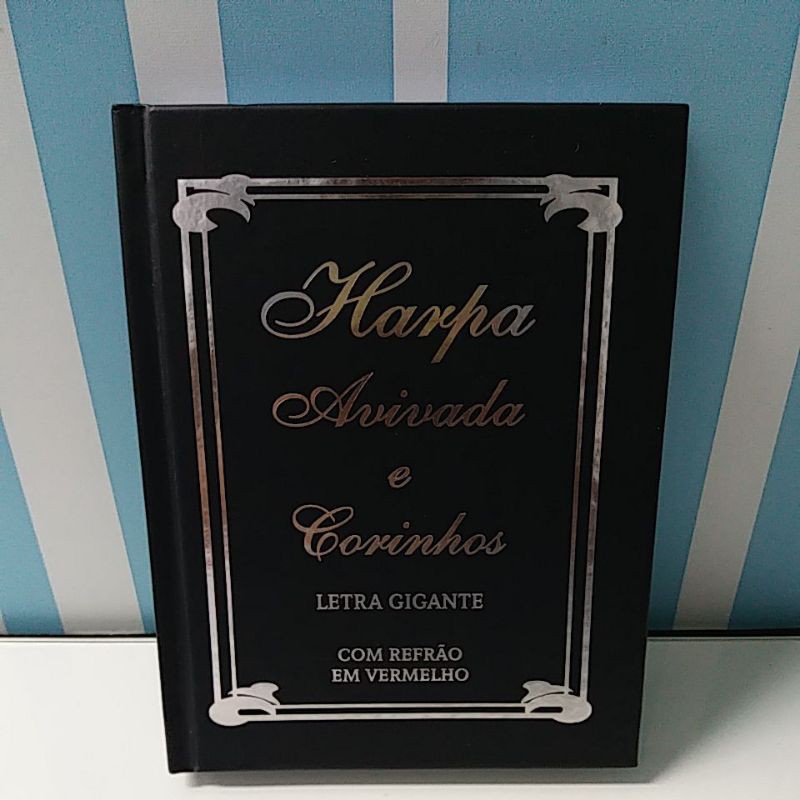 Harpa
Avivada
e
Corinhos
LETRA GIGANTE
COM REFRÃO
EM VERMELHO